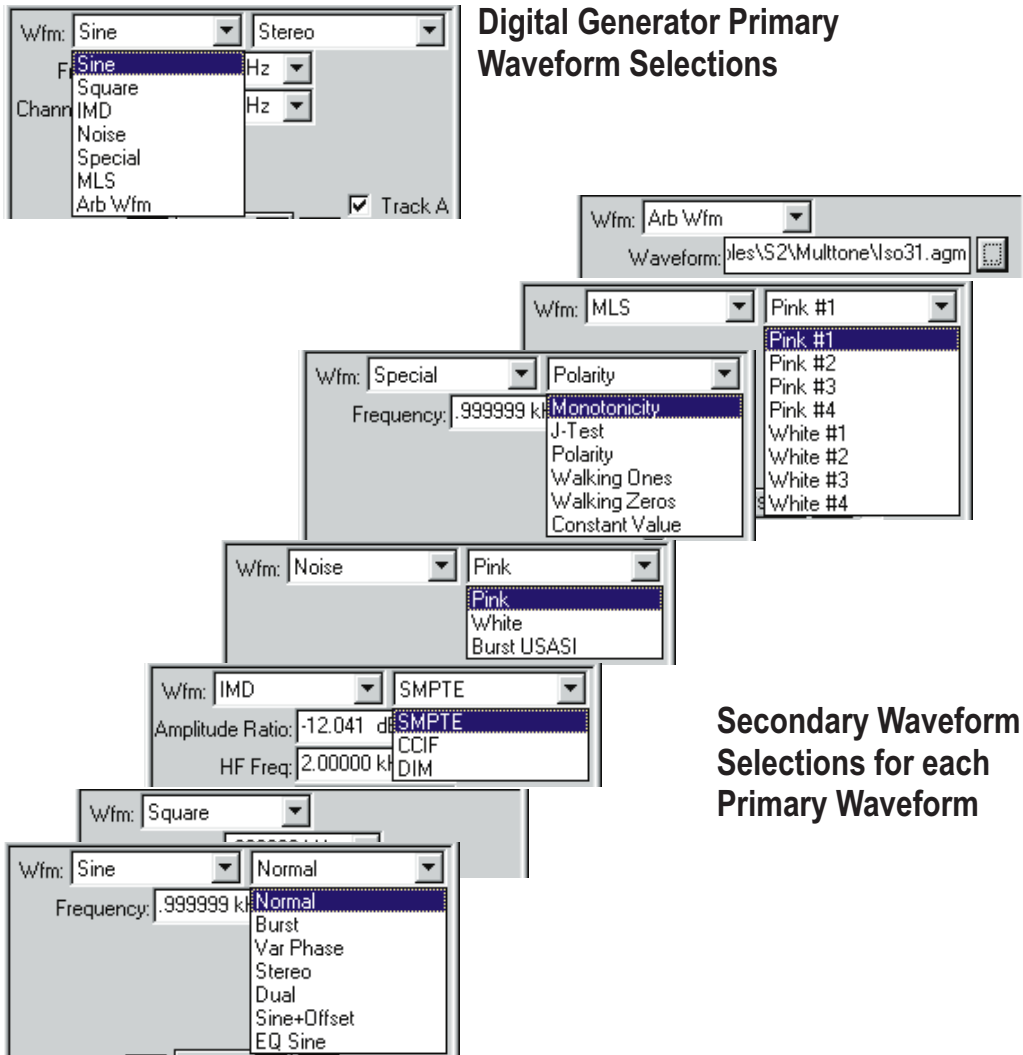 Digital Generator Primary
Waveform Selections
Wfm: Sine Stereo
Sine
Hz
Square
Chann
IMD
Hz
Noise
Special
MLS
Arb Wfm
Track A
Wfm: Arb Wfm
Waveform: ples\S2\Multtone\Iso31.agm
Wfm: MLS Pink #1
Pink #1
Pink #2
Pink #3
Pink #4
White #1
White #2
White #3
White #4
Wfm: Special Polarity
Frequency: .999999 kH
Monotonicity
J-Test
Polarity
Walking Ones
Walking Zeros
Constant Value
Wfm: Noise Pink
Pink
White
Burst USASI
Wfm: IMD SMPTE
Amplitude Ratio: -12.041 dB
SMPTE
CCIF
HF Freq: 2.00000 kH
DIM
Secondary Waveform
Selections for each
Primary Waveform
Wfm: Square
Wfm: Sine Normal
Frequency: .999999 kH
Normal
Burst
Var Phase
Stereo
Dual
Sine+Offset
EQ Sine